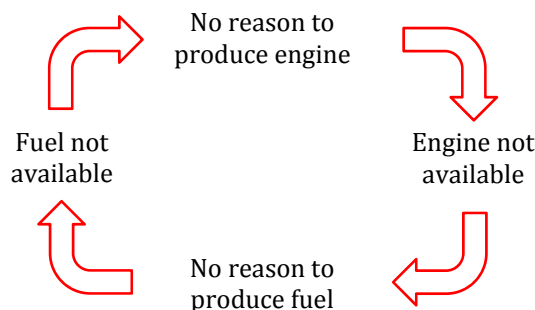 No reason to
produce engine
Engine not
available
No reason to
produce fuel
Fuel not
available